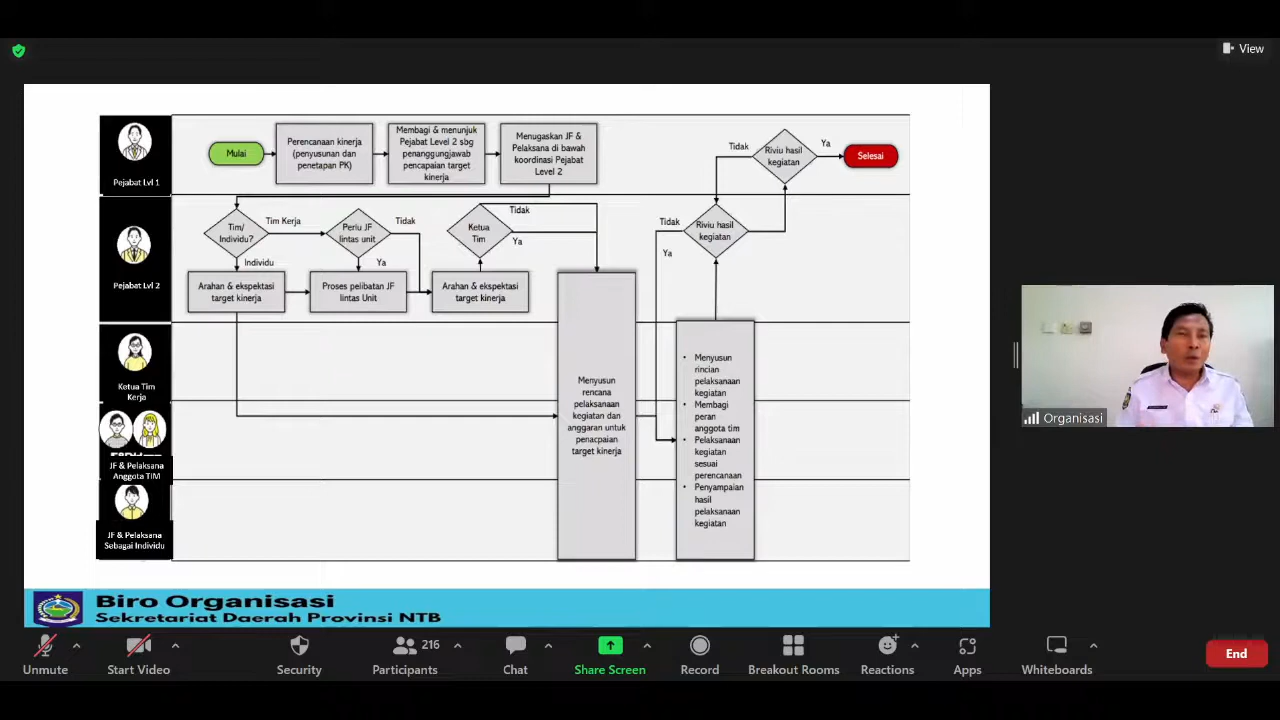 View
Pejabat Lvl 1
Mulai
Perencanaan kinerja
(penyusunan dan
penetapan PK)
Membagi & menunjuk
Pejabat Level 2 sbg
penanggungjawab
pencapaian target
kinerja
Menugaskan JF &
Pelaksana di bawah
koordinasi Pejabat
Level 2
Tidak
Riviu hasil
kegiatan
Ya
Selesai
Pejabat Lvl 2
Tim/
Individu?
Tim Kerja
Individu
Perlu JF
lintas unit
Tidak
Ya
Ketua
Tim
Tidak
Ya
Tidak
Ya
Riviu hasil
kegiatan
Arahan & ekspektasi
target kinerja
Proses pelibatan JF
lintas Unit
Arahan & ekspektasi
target kinerja
Ketua Tim
Kerja
JF & Pelaksana
Anggota TIM
JF & Pelaksana
Sebagai Individu
Menyusun
rencana
pelaksanaan
kegiatan dan
anggaran untuk
penacpaian
target kinerja
• Menyusun
rincian
pelaksanaan
kegiatan
• Membagi
peran
anggota tim
• Pelaksanaan
kegiatan
sesuai
perencanaan
• Penyampaian
hasil
pelaksanaan
kegiatan
Organisasi
Biro Organisasi
Sekretariat Daerah Provinsi NTB
Unmute
Start Video
Security
216
Participants
Chat
Share Screen
Record
Breakout Rooms
Reactions
Apps
Whiteboards
End